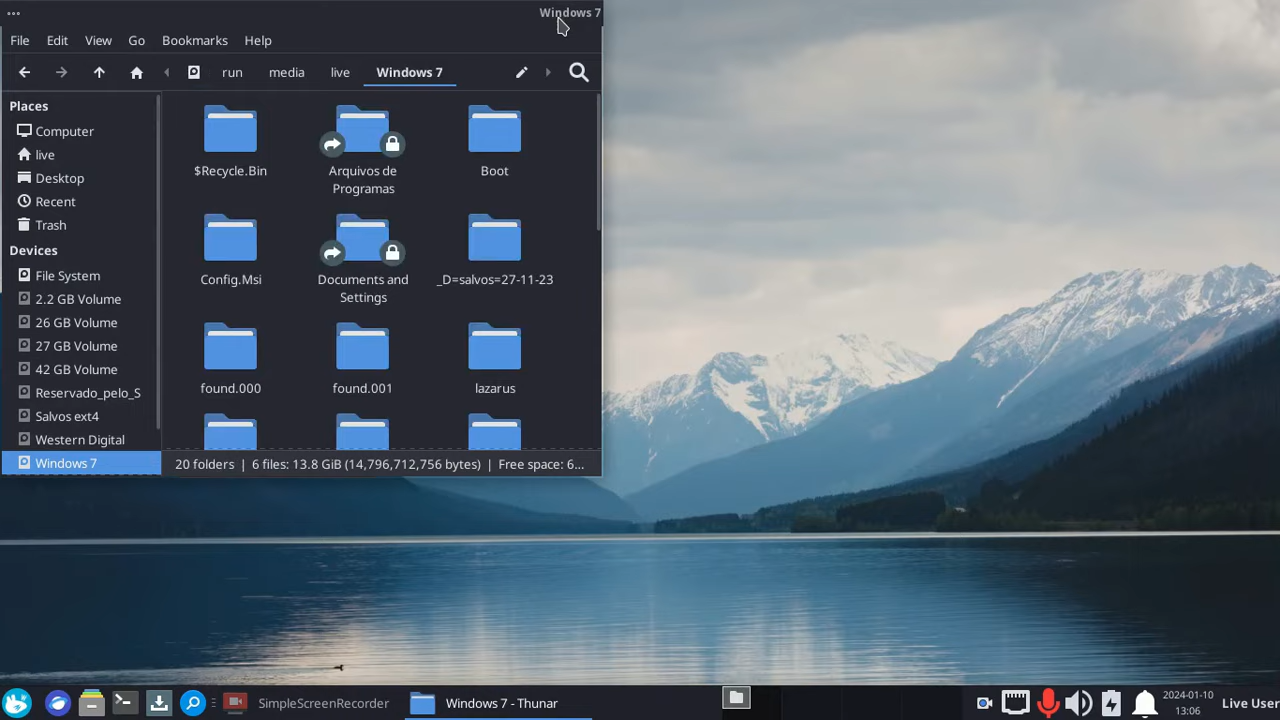 Windows 7
File Edit View Go Bookmarks Help
run media live Windows 7
Places
Computer
live
Desktop
Recent
Trash
Devices
File System
2.2 GB Volume
26 GB Volume
27 GB Volume
42 GB Volume
Reservado_pelo_S
Salvos ext4
Western Digital
Windows 7
$Recycle.Bin
Arquivos de
Programas
Boot
Config.Msi
Documents and
Settings
_D=salvos=27-11-23
found.000
found.001
lazarus
20 folders | 6 files: 13.8 GiB (14,796,712,756 bytes) | Free space: 6...
SimpleScreenRecorder
Windows 7 - Thunar
2024-01-10
13:06
Live User